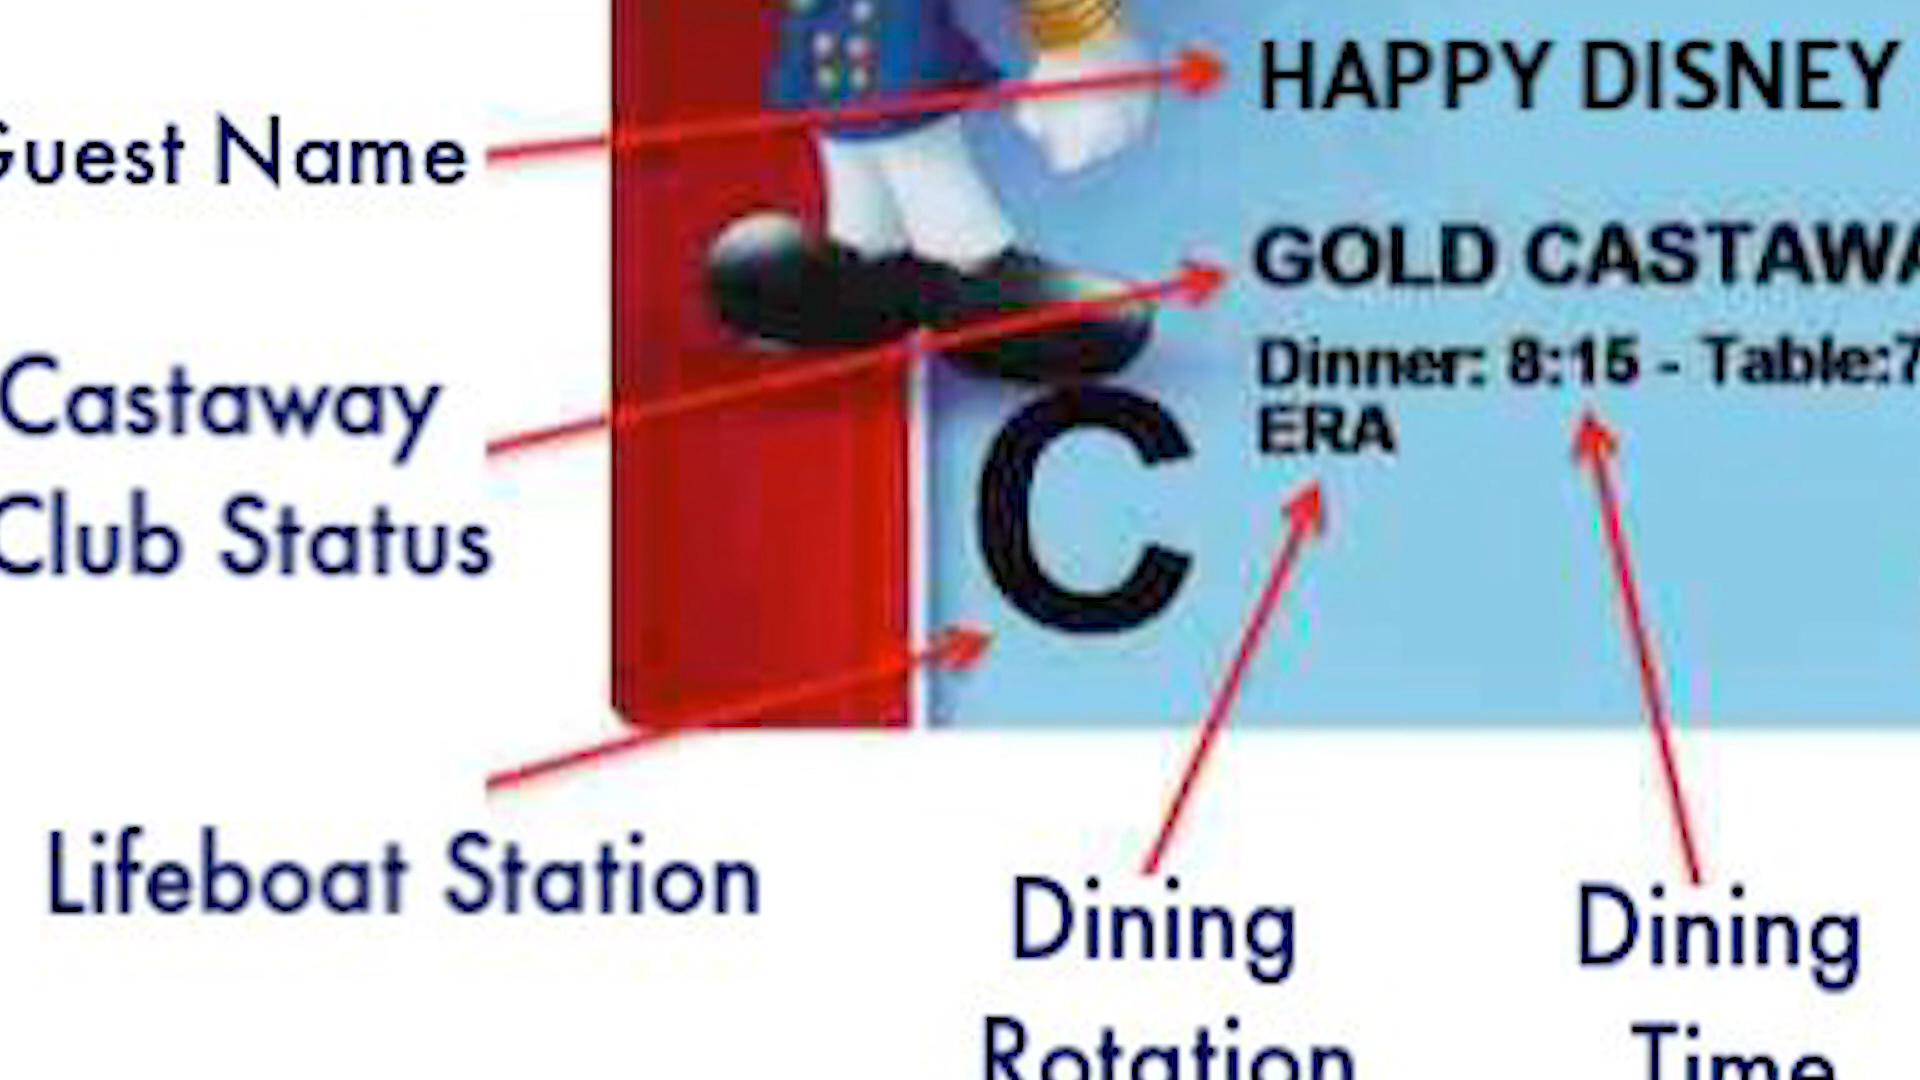 HAPPY DISNEY
Guest Name
GOLD CASTAWA
Dinner: 8:15 - Table:7
ERA
Castaway
Club Status
C
Lifeboat Station
Dining
Rotation
Dining
Time